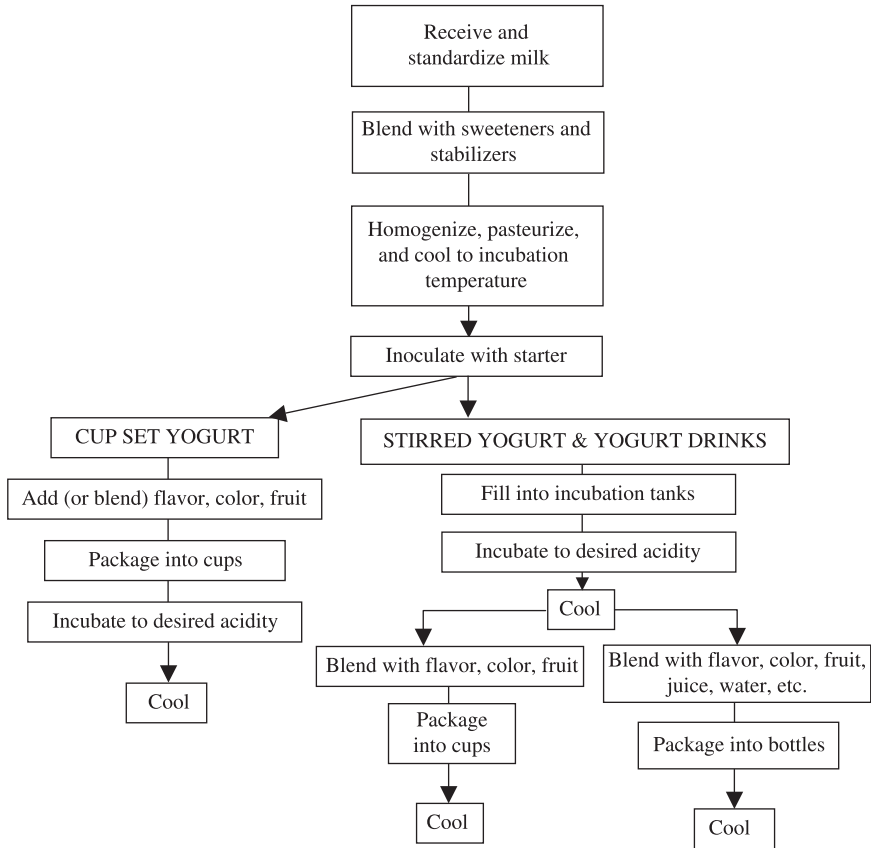 Receive and
standardize milk
Blend with sweeteners and
stabilizers
Homogenize, pasteurize,
and cool to incubation
temperature
Inoculate with starter
CUP SET YOGURT
Add (or blend) flavor, color, fruit
Package into cups
Incubate to desired acidity
Cool
STIRRED YOGURT & YOGURT DRINKS
Fill into incubation tanks
Incubate to desired acidity
Cool
Blend with flavor, color, fruit
Package
into cups
Cool
Blend with flavor, color, fruit,
juice, water, etc.
Package into bottles
Cool